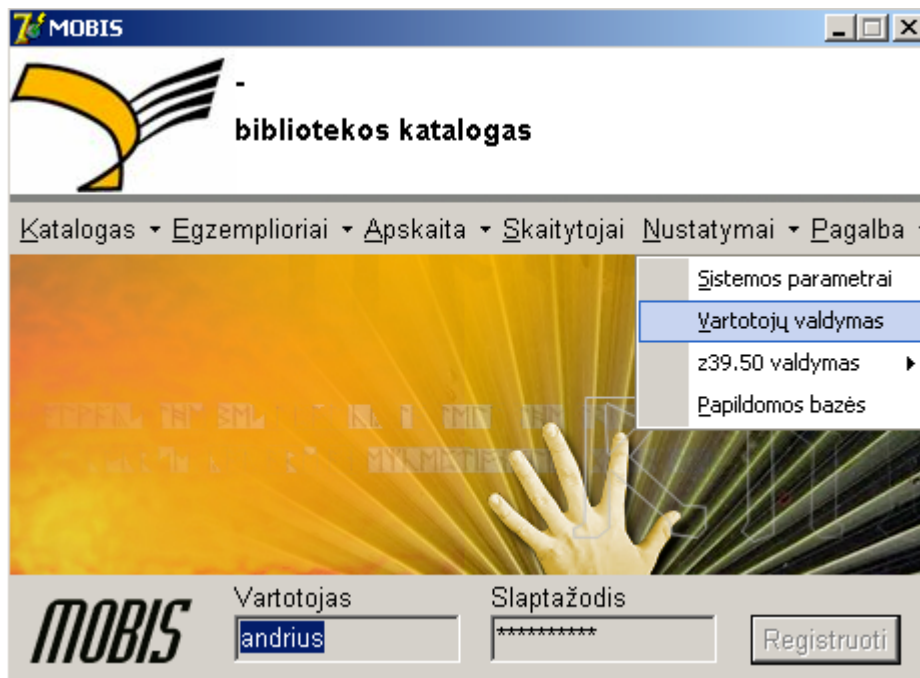 MOBIS
-
bibliotekos katalogas
Katalogas Egzemplioriai Apskaita Skaitytojai Nustatymai Pagalba
Sistemos parametrai
Vartotojų valdymas
z39.50 valdymas
Papildomos bazės
MOBIS
Vartotojas Slaptažodis
andrius ********** Registruoti